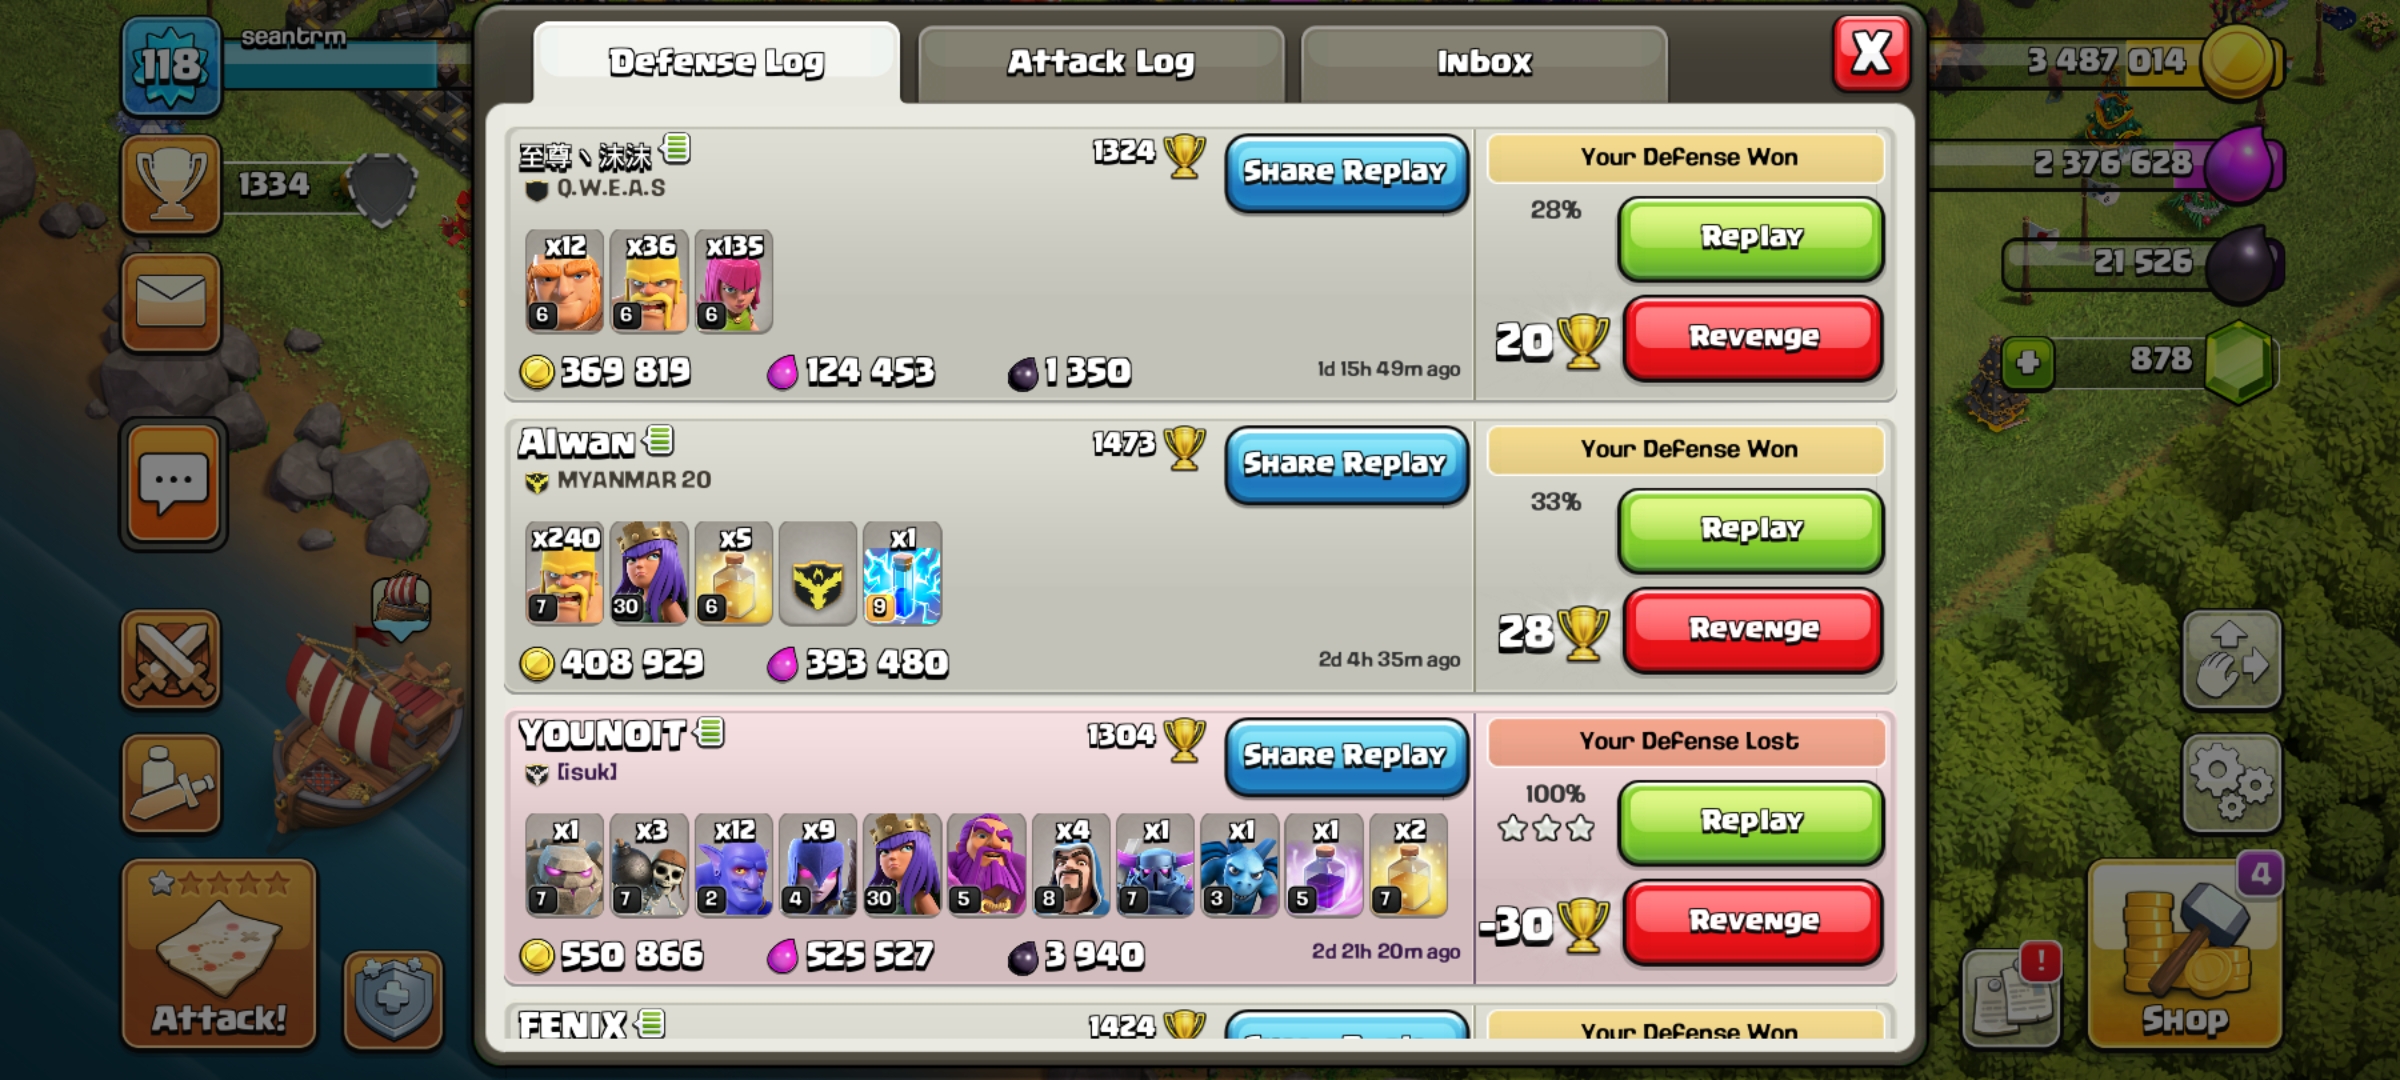 118
seantrm
1334
Attack!
Defense Log
Attack Log
Inbox
X
至尊丶沫沫
Q.W.E.A.S
1324
Share Replay
Your Defense Won
28%
Replay
x12
x36
x135
6
6
6
20
Revenge
369 819
124 453
1 350
1d 15h 49m ago
Alwan
MYANMAR 20
1473
Share Replay
Your Defense Won
33%
Replay
x240
x5
x1
7
30
6
9
28
Revenge
408 929
393 480
2d 4h 35m ago
YOUNOIT
[isuk]
1304
Share Replay
Your Defense Lost
100%
Replay
x1
x3
x12
x9
x4
x1
x1
x1
x2
7
7
2
4
30
5
8
7
3
5
7
-30
Revenge
550 866
525 527
3 940
2d 21h 20m ago
FENIX
1424
Share Replay
Your Defense Won
3 487 014
2 376 628
21 526
+
878
4
!
Shop